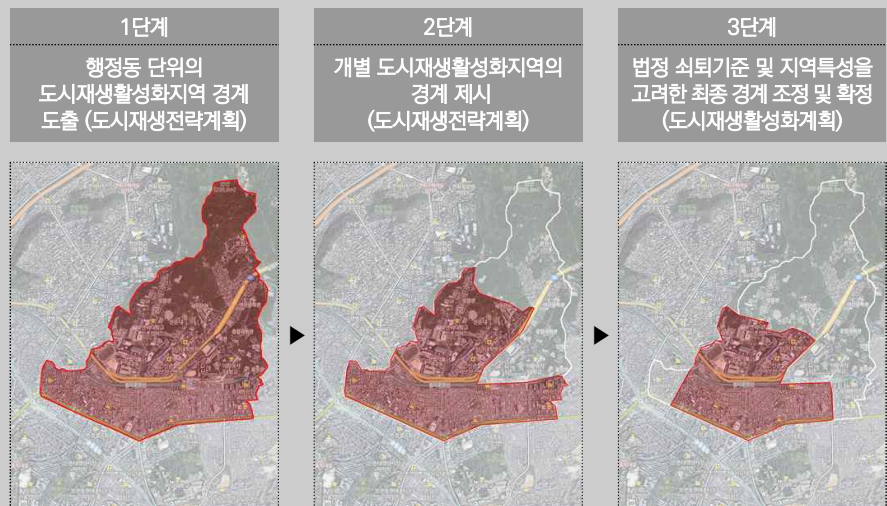 1단계
행정동 단위의
도시재생활성화지역 경계
도출 (도시재생전략계획)
2단계
개별 도시재생활성화지역의
경계 제시
(도시재생전략계획)
3단계
법정 쇠퇴기준 및 지역특성을
고려한 최종 경계 조정 및 확정
(도시재생활성화계획)